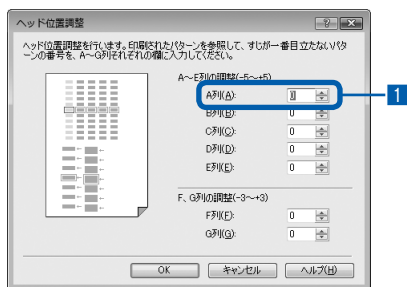 ヘッド位置調整
ヘッド位置調整を行います。印刷されたパターンを参照して、すじが一番目立たないパタ
ーンの番号を、A～G列それぞれの欄に入力してください。
A～E列の調整(-5～+5)
A列(A):
1
B列(B): 0
C列(C): 0
D列(D): 0
E列(E): 0
F、G列の調整(-3～+3)
F列(F): 0
G列(G): 0
OK キャンセル ヘルプ(H)